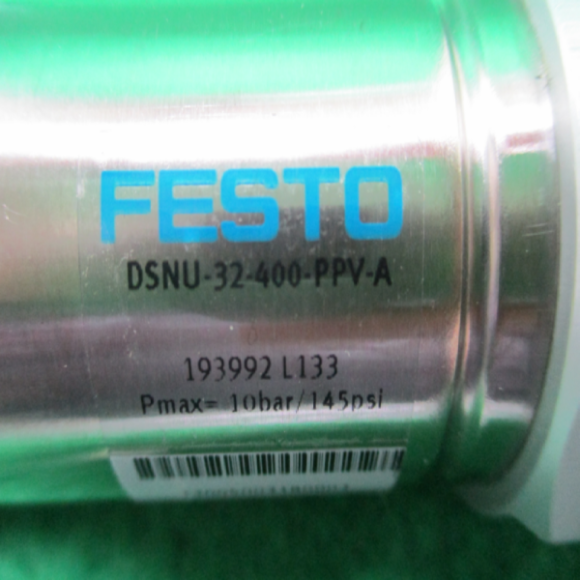 FESTO
DSNU-32-400-PPV-A
193992 L133
Pmax= 10bar/145psi